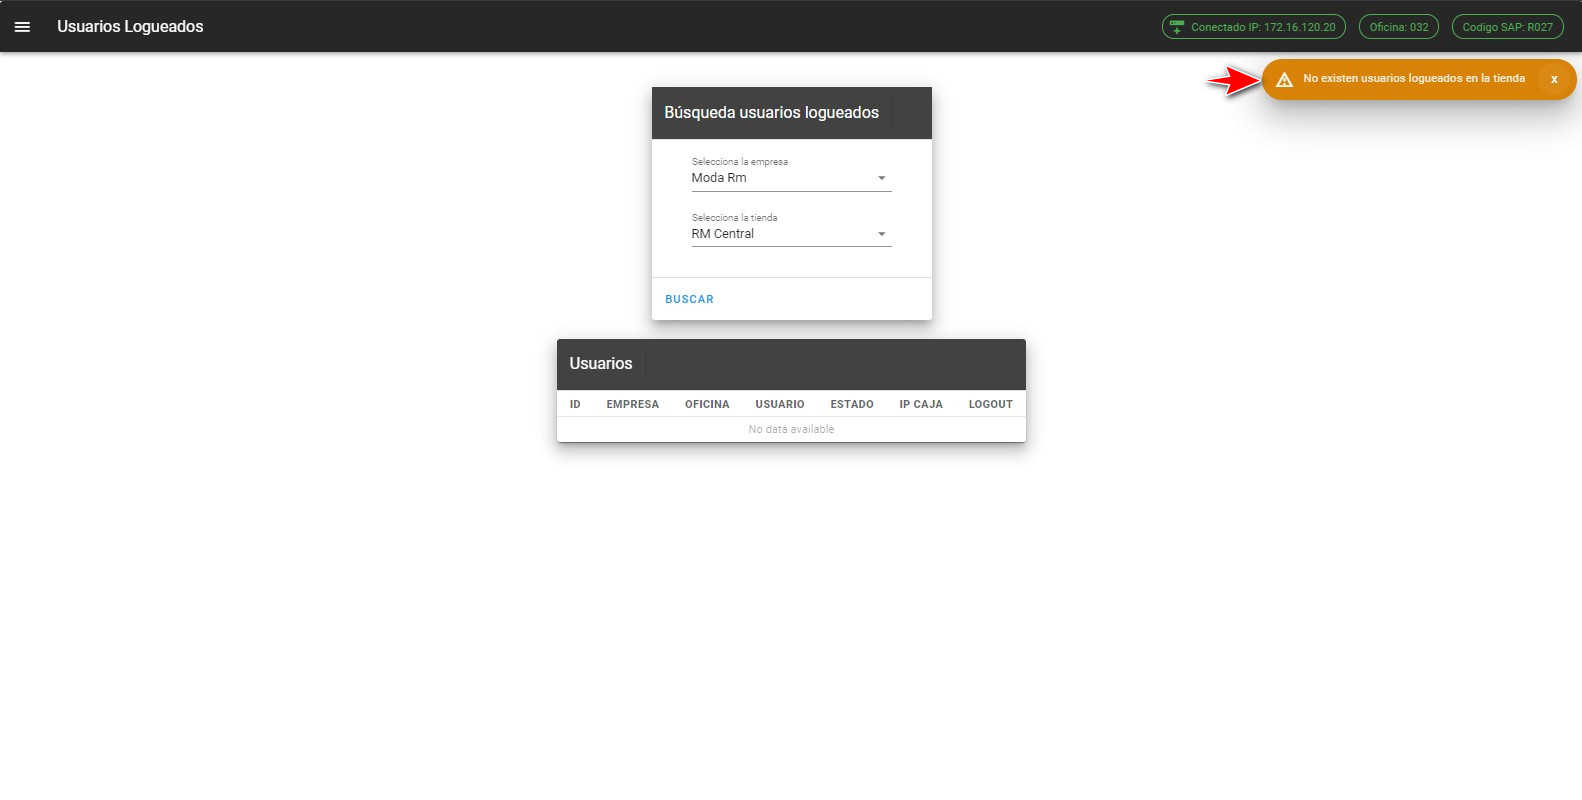 Usuarios Logueados
Conectado IP: 172.16.120.20
Oficina: 032
Codigo SAP: R027
No existen usuarios logueados en la tienda x
Búsqueda usuarios logueados
Selecciona la empresa
Moda Rm
Selecciona la tienda
RM Central
BUSCAR
Usuarios
ID EMPRESA OFICINA USUARIO ESTADO IP CAJA LOGOUT
No data available